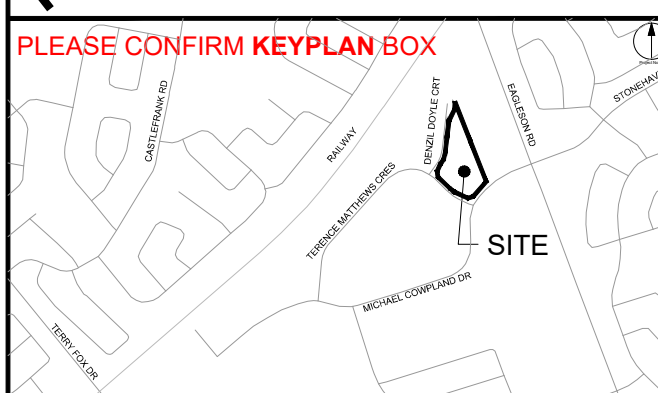 PLEASE CONFIRM KEYPLAN BOX
CASTLEFRANK RD
RAILWAY
DENZIL DOYLE CRT
EAGLESON RD
STONEHAV
TERENCE MATTHEWS CRES
SITE
MICHAEL COWPLAND DR
TERRY FOX DR